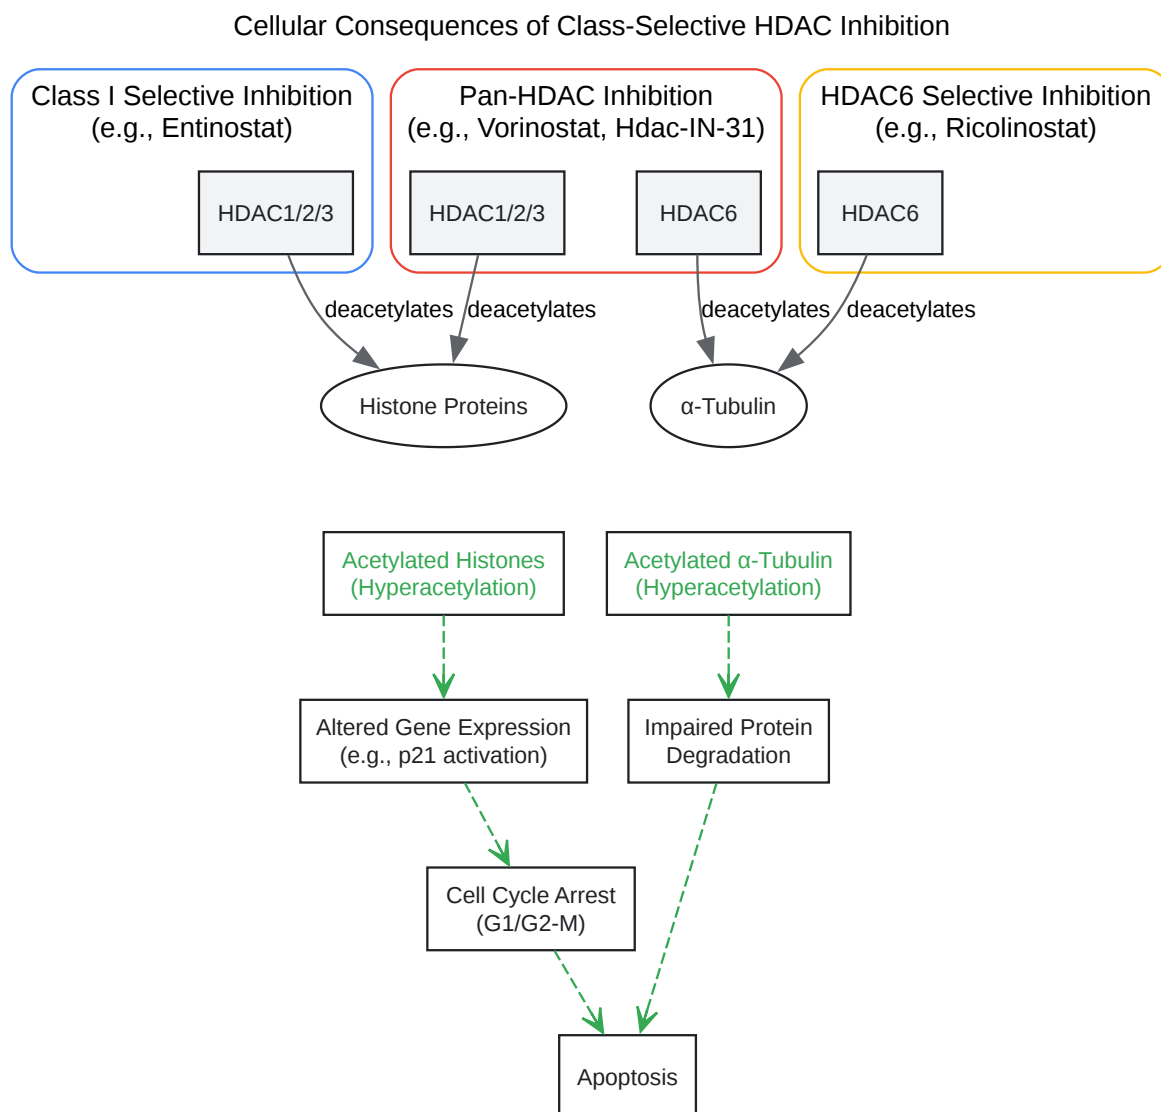 Cellular Consequences of Class-Selective HDAC Inhibition
Class I Selective Inhibition
(e.g., Entinostat)
Pan-HDAC Inhibition
(e.g., Vorinostat, Hdac-IN-31)
HDAC6 Selective Inhibition
(e.g., Ricolinostat)
HDAC1/2/3
HDAC1/2/3
HDAC6
HDAC6
deacetylates
deacetylates
deacetylates
deacetylates
Histone Proteins
α-Tubulin
Acetylated Histones
(Hyperacetylation)
Acetylated α-Tubulin
(Hyperacetylation)
Altered Gene Expression
(e.g., p21 activation)
Impaired Protein
Degradation
Cell Cycle Arrest
(G1/G2-M)
Apoptosis